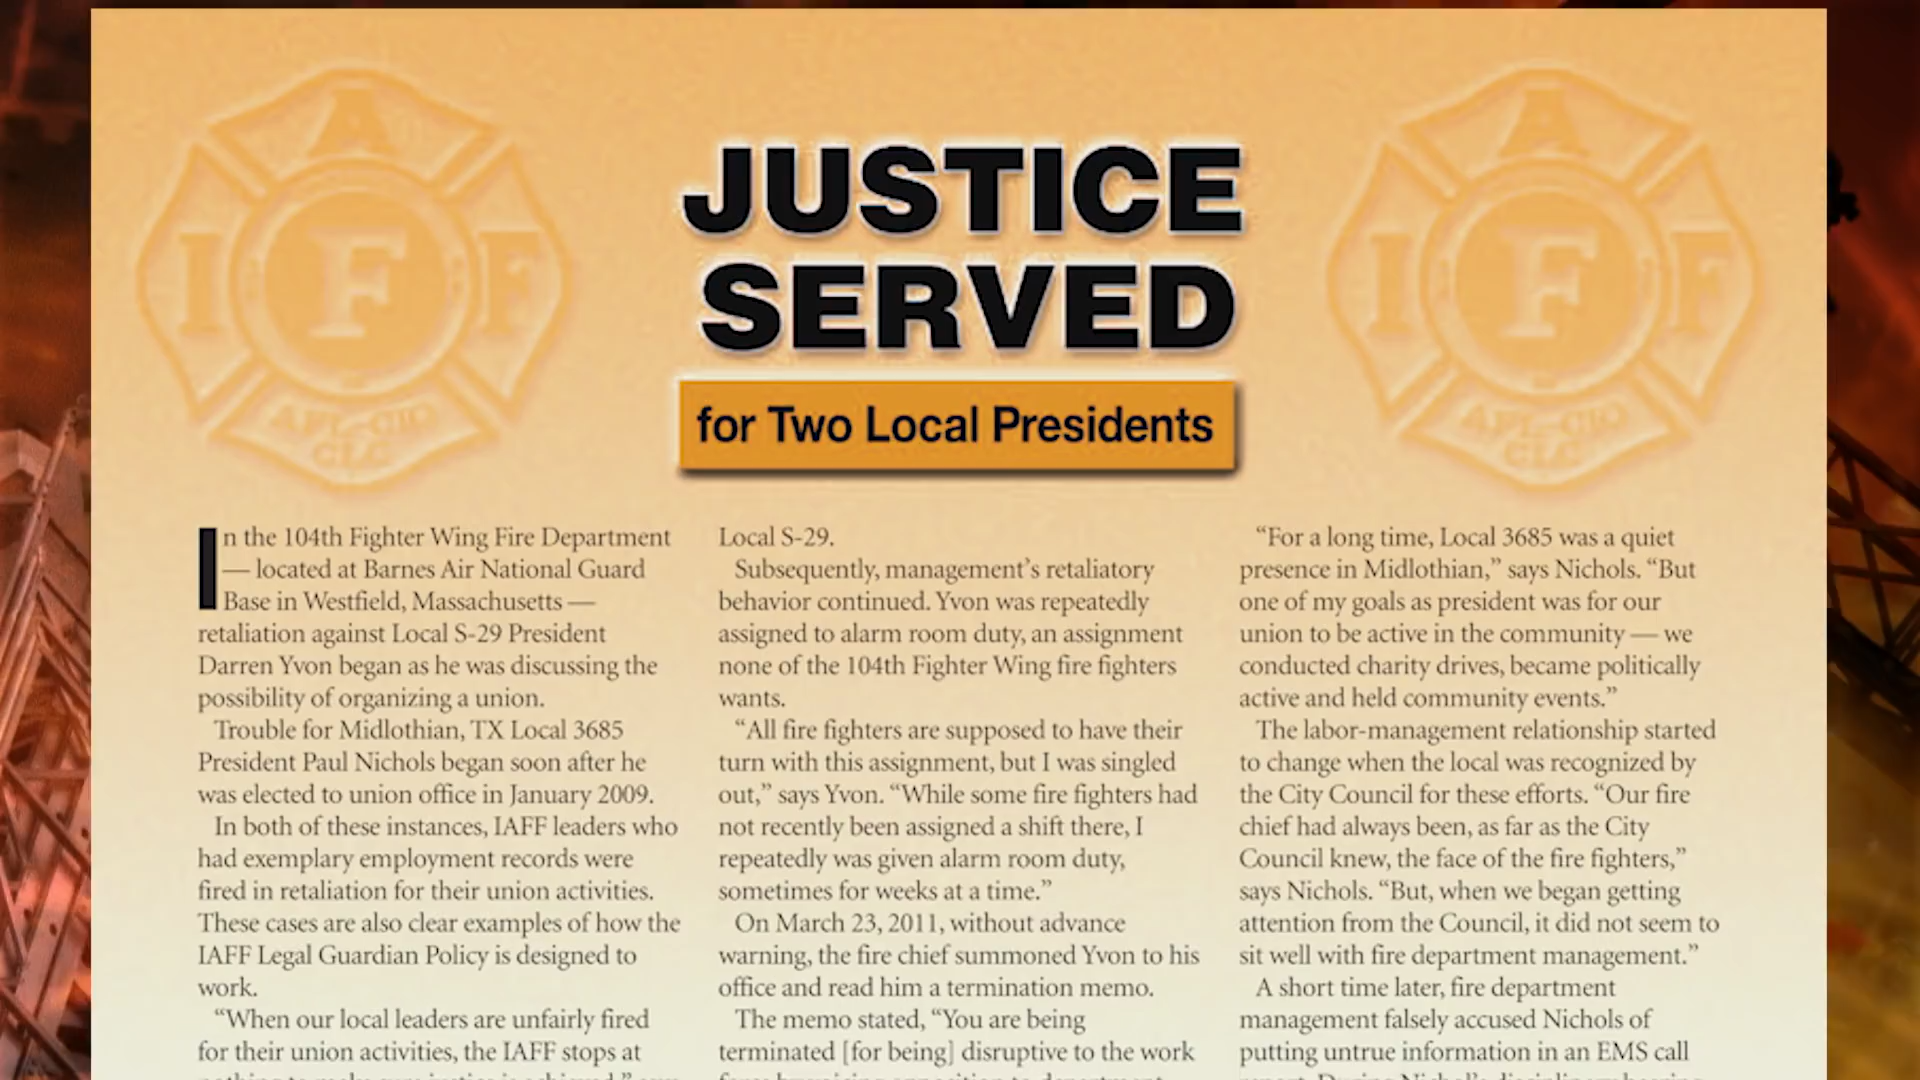 A
I F F
F
AFL-CIO
CLC
JUSTICE
SERVED
for Two Local Presidents
A
I F F
F
AFL-CIO
CLC
In the 104th Fighter Wing Fire Department
— located at Barnes Air National Guard
Base in Westfield, Massachusetts —
retaliation against Local S-29 President
Darren Yvon began as he was discussing the
possibility of organizing a union.
Trouble for Midlothian, TX Local 3685
President Paul Nichols began soon after he
was elected to union office in January 2009.
In both of these instances, IAFF leaders who
had exemplary employment records were
fired in retaliation for their union activities.
These cases are also clear examples of how the
IAFF Legal Guardian Policy is designed to
work.
“When our local leaders are unfairly fired
for their union activities, the IAFF stops at
Local S-29.
Subsequently, management’s retaliatory
behavior continued. Yvon was repeatedly
assigned to alarm room duty, an assignment
none of the 104th Fighter Wing fire fighters
wants.
“All fire fighters are supposed to have their
turn with this assignment, but I was singled
out,” says Yvon. “While some fire fighters had
not recently been assigned a shift there, I
repeatedly was given alarm room duty,
sometimes for weeks at a time.”
On March 23, 2011, without advance
warning, the fire chief summoned Yvon to his
office and read him a termination memo.
The memo stated, “You are being
terminated [for being] disruptive to the work
“For a long time, Local 3685 was a quiet
presence in Midlothian,” says Nichols. “But
one of my goals as president was for our
union to be active in the community — we
conducted charity drives, became politically
active and held community events.”
The labor-management relationship started
to change when the local was recognized by
the City Council for these efforts. “Our fire
chief had always been, as far as the City
Council knew, the face of the fire fighters,”
says Nichols. “But, when we began getting
attention from the Council, it did not seem to
sit well with fire department management.”
A short time later, fire department
management falsely accused Nichols of
putting untrue information in an EMS call